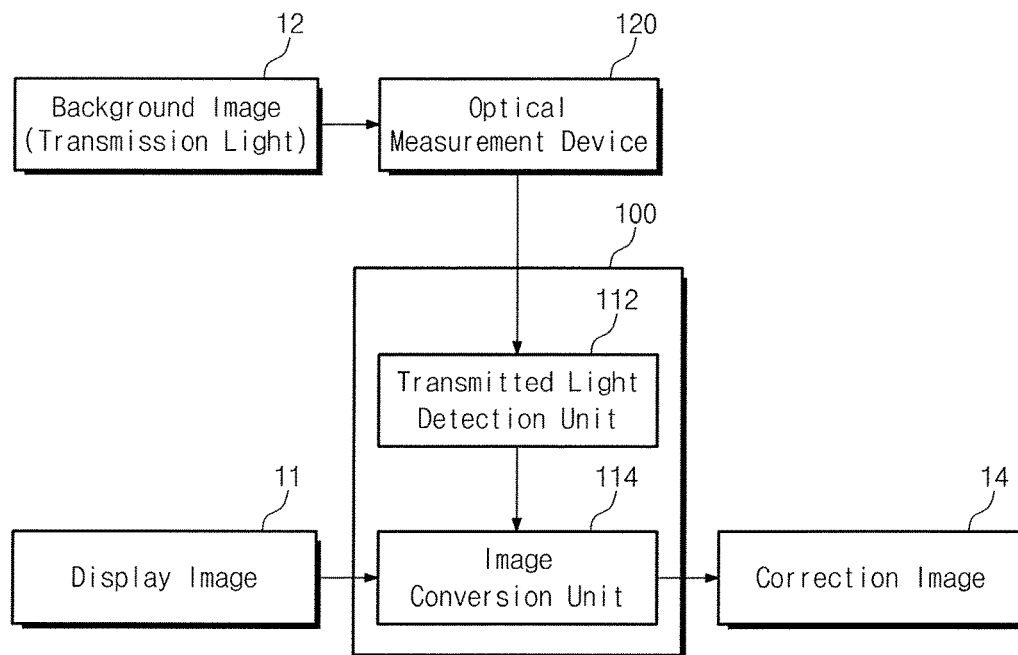 12
120
Background Image
(Transmission Light)
Optical
Measurement Device
100
112
Transmitted Light
Detection Unit
11
114
14
Display Image
Image
Conversion Unit
Correction Image